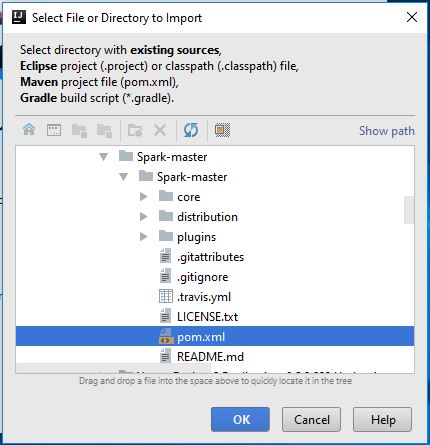 Select File or Directory to Import
Select directory with existing sources,
Eclipse project (.project) or classpath (.classpath) file,
Maven project file (pom.xml),
Gradle build script (*.gradle).
Show path
Spark-master
Spark-master
core
distribution
plugins
.gitattributes
.gitignore
.travis.yml
LICENSE.txt
pom.xml
README.md
Drag and drop a file into the space above to quickly locate it in the tree
OK Cancel Help